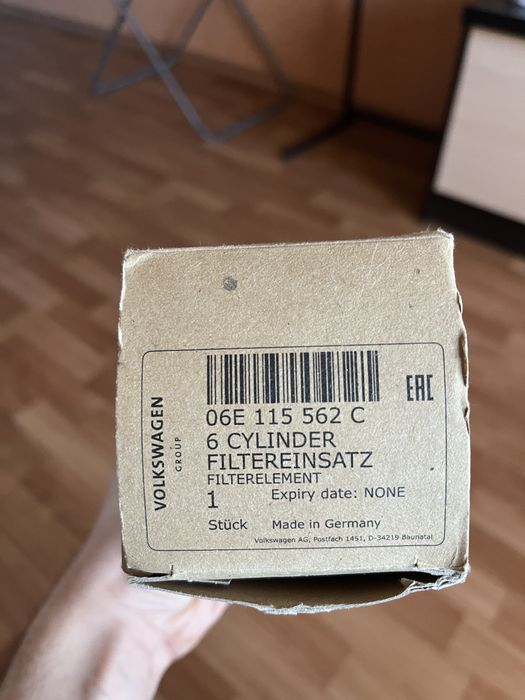 VOLKSWAGEN
GROUP
EAC
06E 115 562 C
6 CYLINDER
FILTEREINSATZ
FILTERELEMENT
1 Expiry date: NONE
Stück Made in Germany
Volkswagen AG, Postfach 1451, D-34219 Baunatal